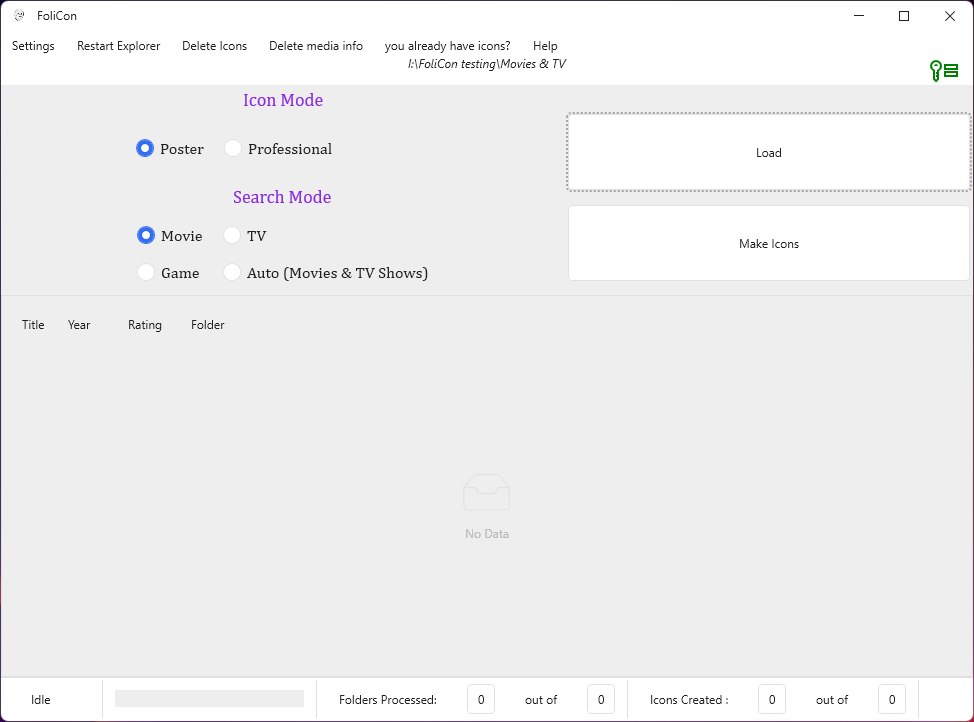 FoliCon
Settings Restart Explorer Delete Icons Delete media info you already have icons? Help
I:\FoliCon testing\Movies & TV
Icon Mode
Poster Professional
Load
Search Mode
Movie TV
Make Icons
Game Auto (Movies & TV Shows)
Title Year Rating Folder
No Data
Idle Folders Processed: 0 out of 0 Icons Created : 0 out of 0